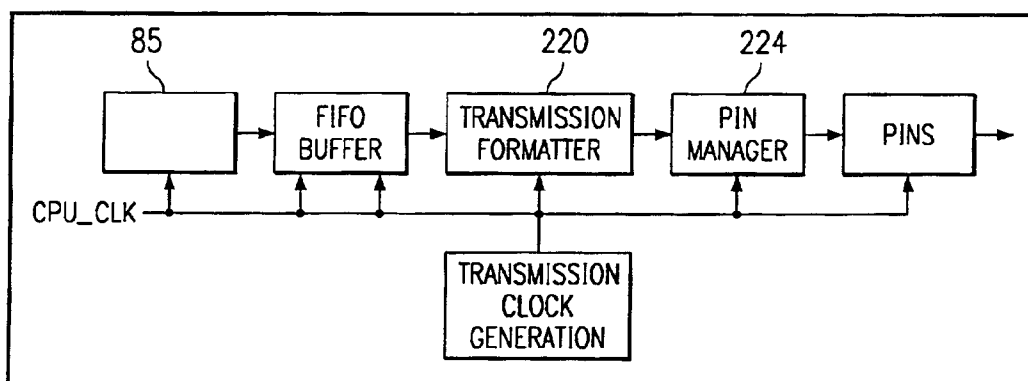 85
220
224
FIFO
BUFFER
TRANSMISSION
FORMATTER
PIN
MANAGER
PINS
CPU_CLK
TRANSMISSION
CLOCK
GENERATION